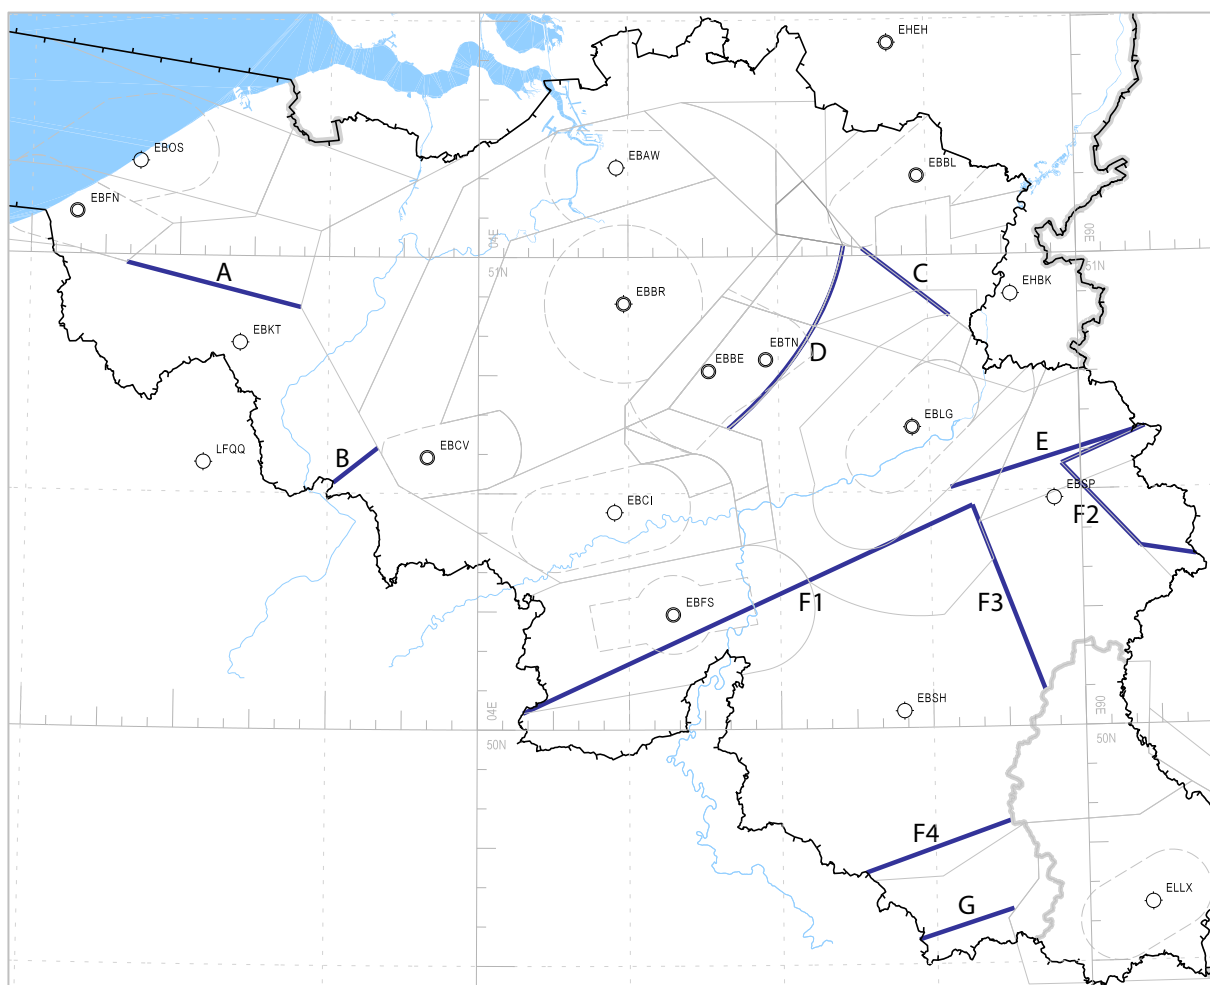 EHEH
EBOS
EBAW
EBBL
EBFN
04E
06E
51N
51N
A
C
EHBK
EBBR
EBKT
D
EBTN
EBBE
EBLG
E
EBCV
LFQQ
B
EBSP
EBCI
F2
F1
F3
EBFS
04E
06E
EBSH
50N
50N
F4
ELLX
G